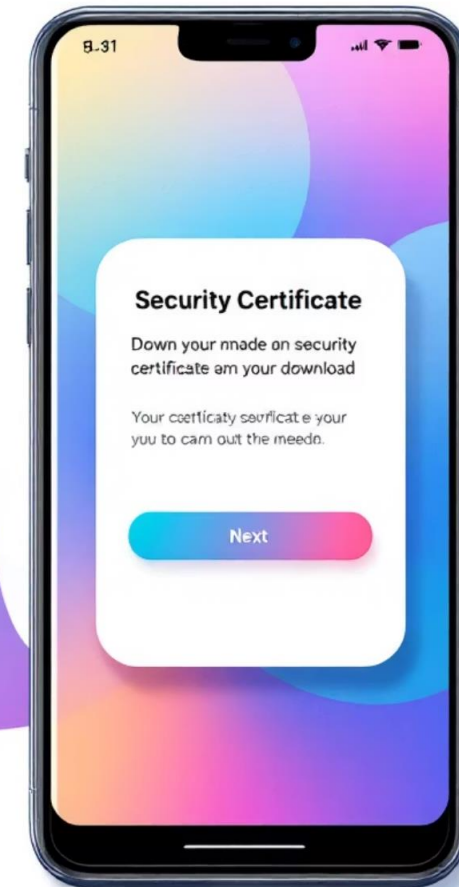 Security Certificate
Down your nnade on security
certificate am your download
Your
your
yuu to cam out the meedn.
Next